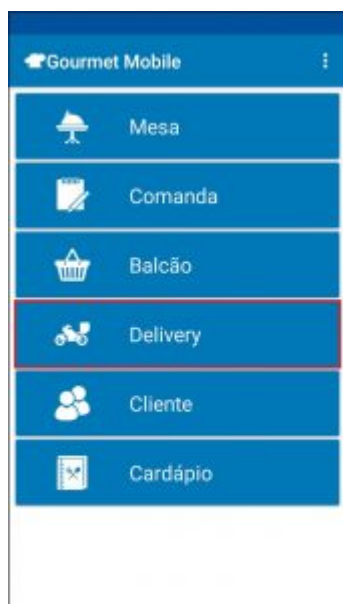 Gourmet Mobile
Mesa
Comanda
Balcão
Delivery
Cliente
Cardápio